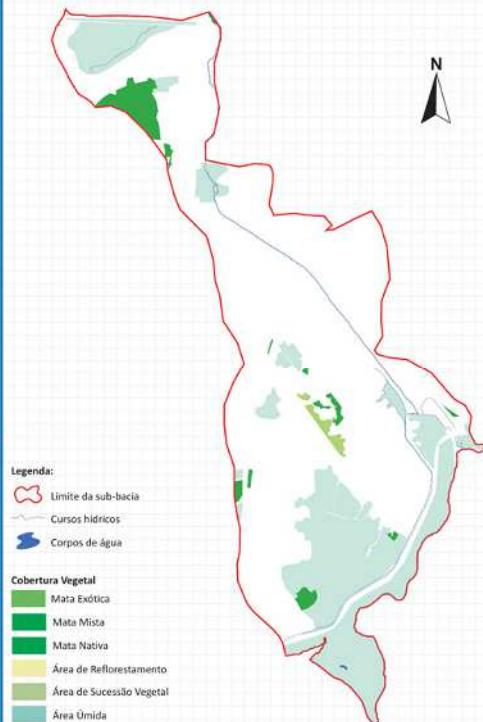 N
Legenda:
Limite da sub-bacia
Cursos hídricos
Corpos de água
Cobertura Vegetal
Mata Exótica
Mata Mista
Mata Nativa
Área de Reflorestamento
Área de Sucessão Vegetal
Área Úmida